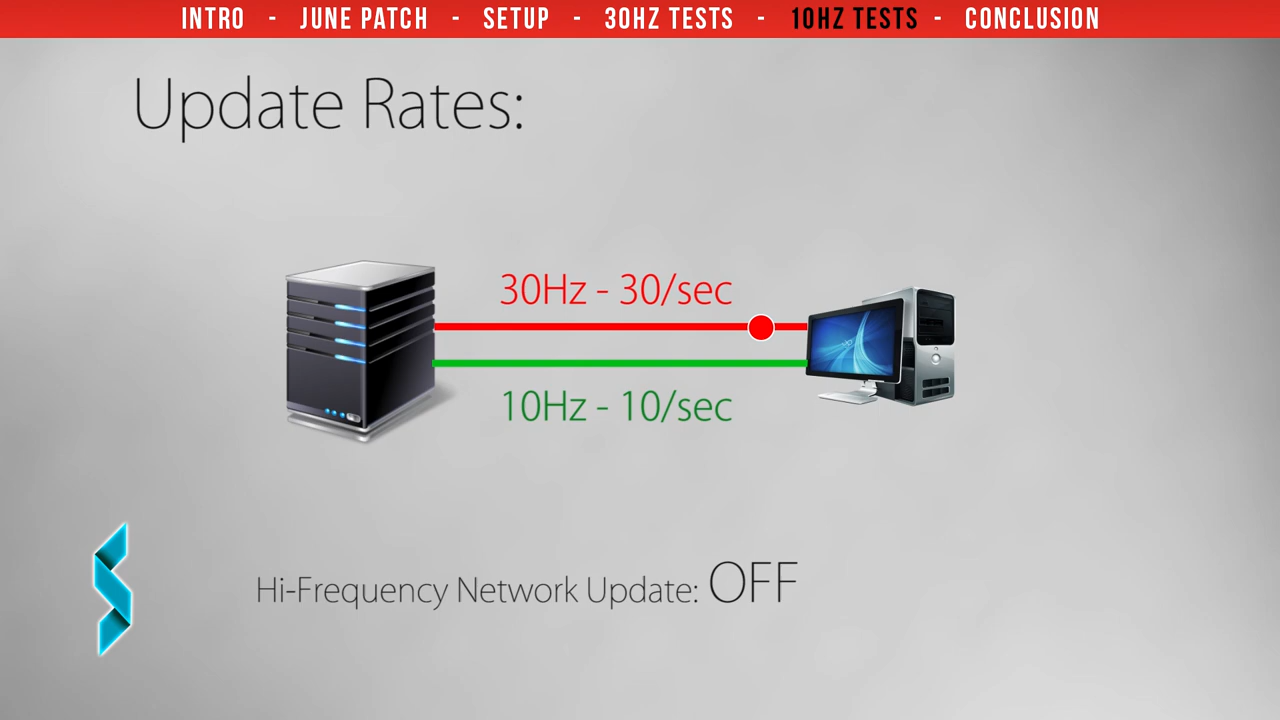 INTRO - JUNE PATCH - SETUP - 30HZ TESTS - 10HZ TESTS - CONCLUSION
Update Rates:
30Hz - 30/sec
10Hz - 10/sec
Hi-Frequency Network Update: OFF